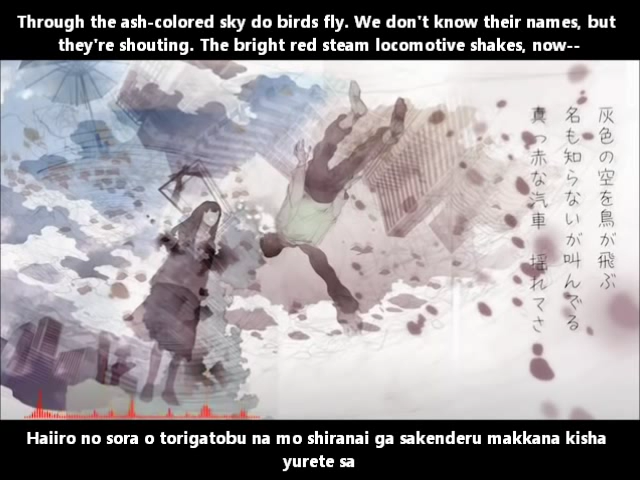 Through the ash-colored sky do birds fly. We don't know their names, but
they're shouting. The bright red steam locomotive shakes, now--
灰色の空を鳥が飛ぶ
名も知らないが叫んでる
真っ赤な汽車 揺れてさ
Haiiro no sora o torigatobu na mo shiranai ga sakenderu makkana kisha
yurete sa